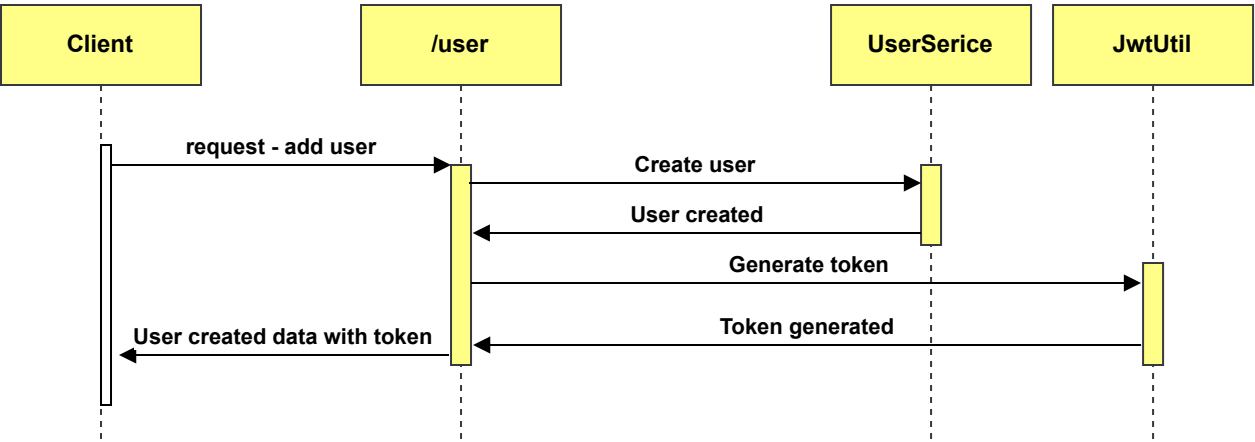 Client
/user
UserSerice
JwtUtil
request - add user
Create user
User created
Generate token
Token generated
User created data with token